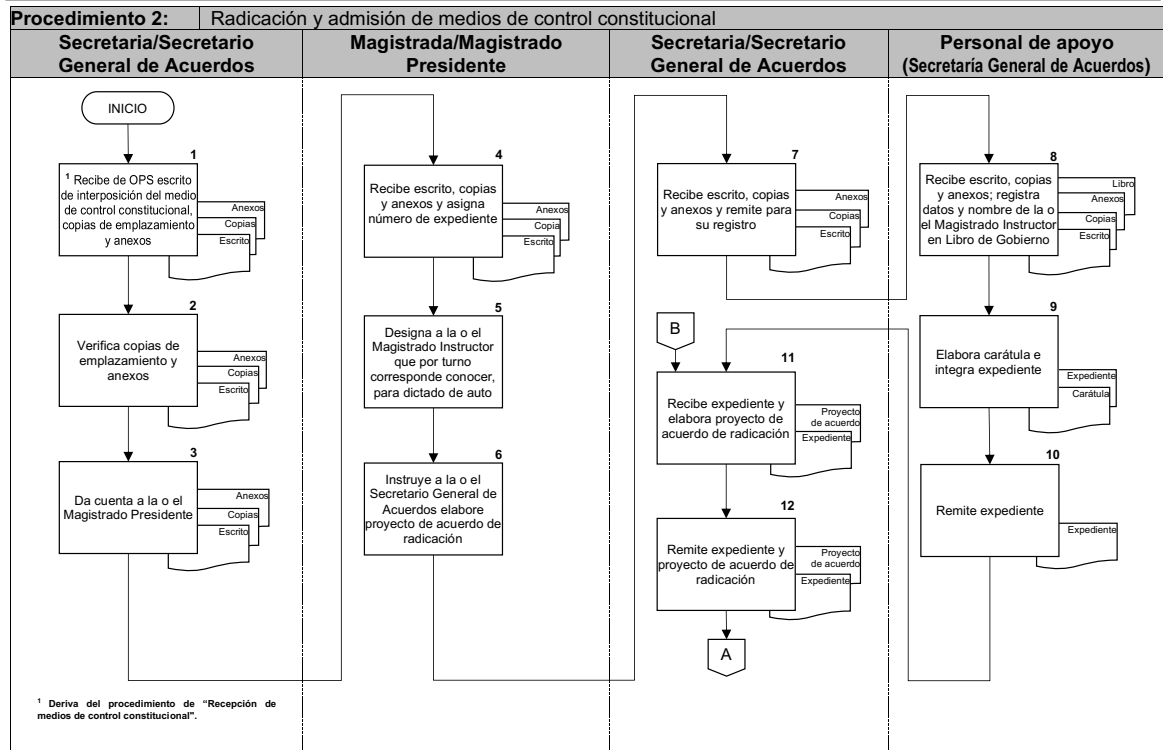 Procedimiento 2: Radicación y admisión de medios de control constitucional
Secretaria/Secretario
General de Acuerdos
Magistrada/Magistrado
Presidente
Secretaria/Secretario
General de Acuerdos
Personal de apoyo
(Secretaría General de Acuerdos)
INICIO
1
1 Recibe de OPS escrito
de interposición del medio
de control constitucional,
copias de emplazamiento
y anexos
Anexos
Copias
Escrito
2
Verifica copias de
emplazamiento y
anexos
Anexos
Copias
Escrito
3
Da cuenta a la o el
Magistrado Presidente
Anexos
Copias
Escrito
1 Deriva del procedimiento de “Recepción de
medios de control constitucional".
4
Recibe escrito, copias
y anexos y asigna
número de expediente
Anexos
Copia
Escrito
5
Designa a la o el
Magistrado Instructor
que por turno
corresponde conocer,
para dictado de auto
6
Instruye a la o el
Secretario General de
Acuerdos elabore
proyecto de acuerdo de
radicación
7
Recibe escrito, copias
y anexos y remite para
su registro
Anexos
Copias
Escrito
B
11
Recibe expediente y
elabora proyecto de
acuerdo de radicación
Proyecto
de acuerdo
Expediente
12
Remite expediente y
proyecto de acuerdo de
radicación
Proyecto
de acuerdo
Expediente
A
8
Recibe escrito, copias
y anexos; registra
datos y nombre de la o
el Magistrado Instructor
en Libro de Gobierno
Libro
Anexos
Copias
Escrito
9
Elabora carátula e
integra expediente
Expediente
Carátula
10
Remite expediente
Expediente